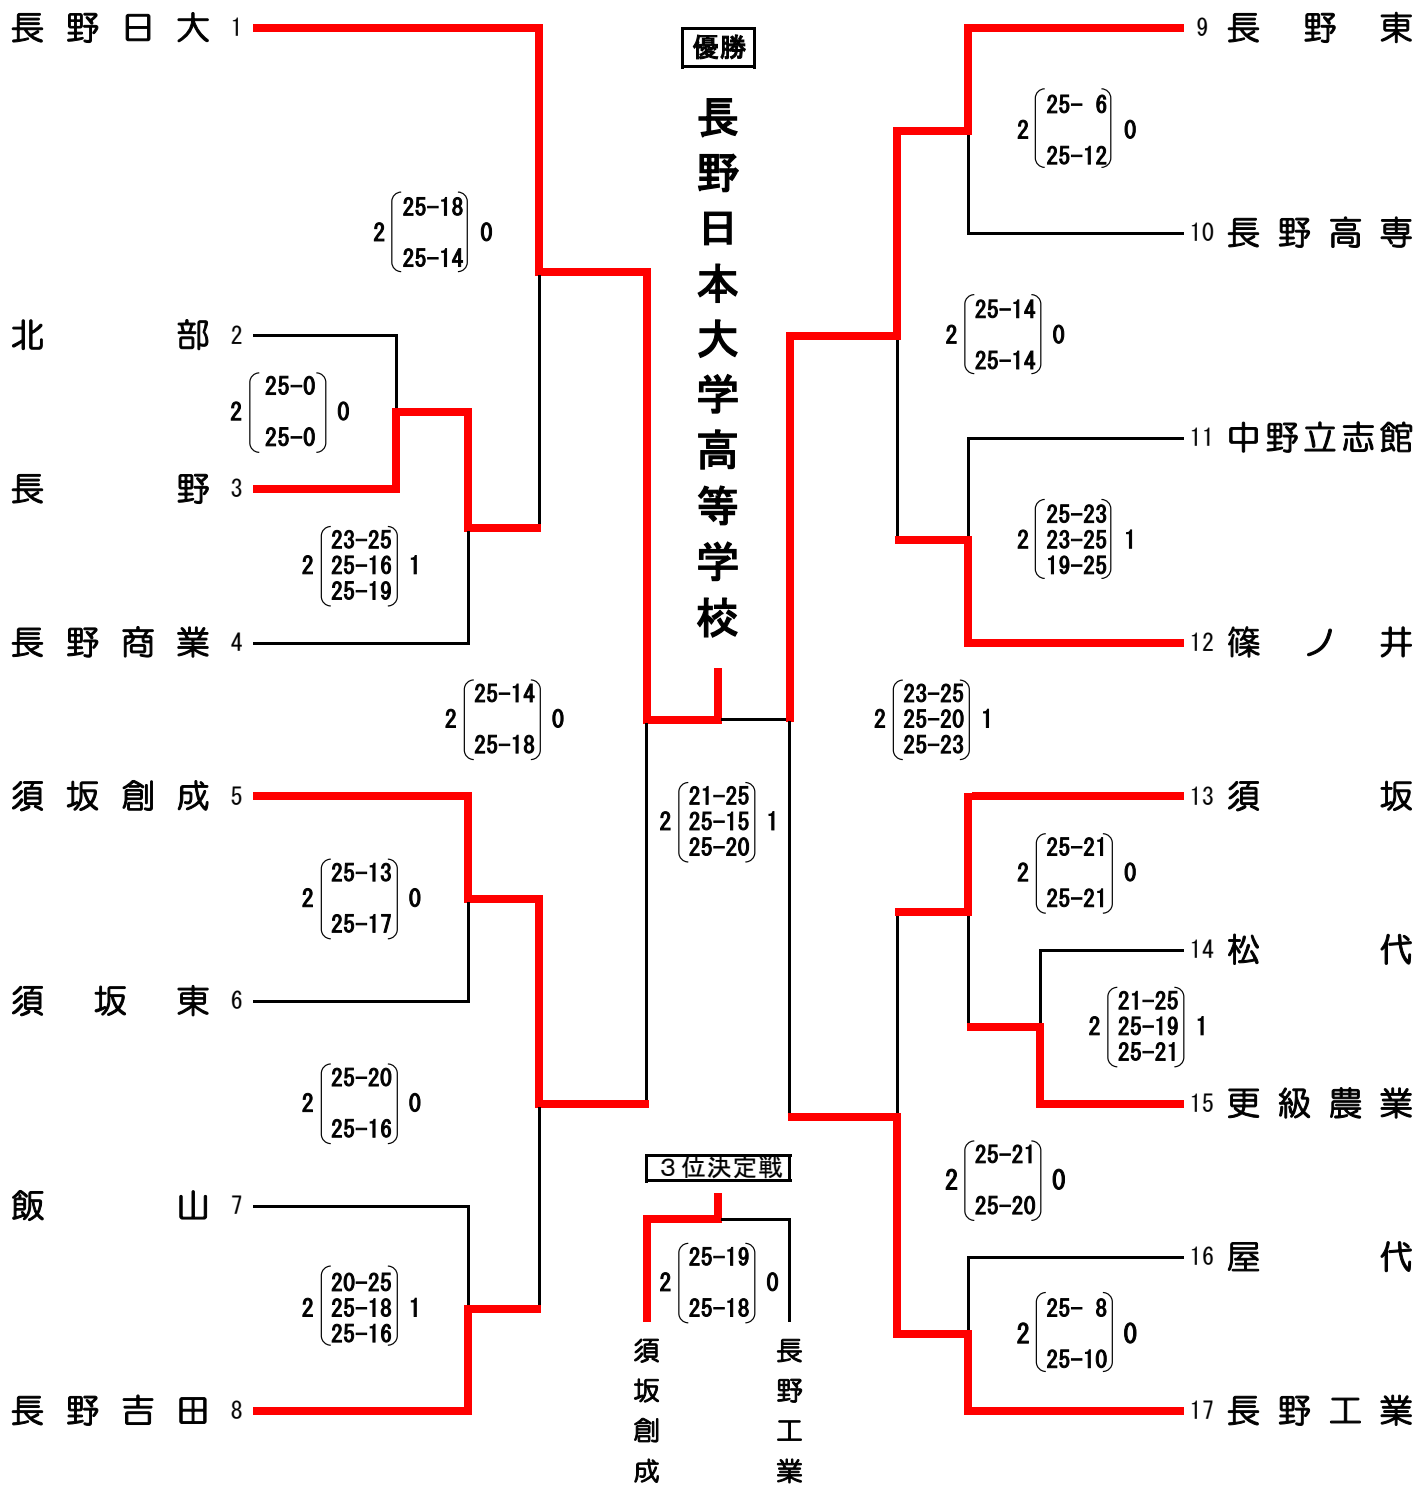 長野日大 1
2 25-18 0
25-14
北部 2
2 25-0 0
25-0
長野 3
23-25
2 25-16 1
25-19
長野商業 4
25-14
2 0
25-18
須坂創成 5
25-13
2 0
25-17
須坂東 6
25-20
2 0
25-16
飯山 7
20-25
2 25-18 1
25-16
長野吉田 8
優勝
長野日本大学高等学校
21-25
2 25-15 1
25-20
3位決定戦
25-19
2 0
25-18
須坂創成
長野工業
9 長野東
25- 6
2 0
25-12
10 長野高専
25-14
2 0
25-14
11 中野立志館
25-23
2 23-25 1
19-25
12 篠ノ井
23-25
2 25-20 1
25-23
13 須坂
25-21
2 0
25-21
14 松代
21-25
2 25-19 1
25-21
15 更級農業
25-21
2 0
25-20
16 屋代
25- 8
2 0
25-10
17 長野工業